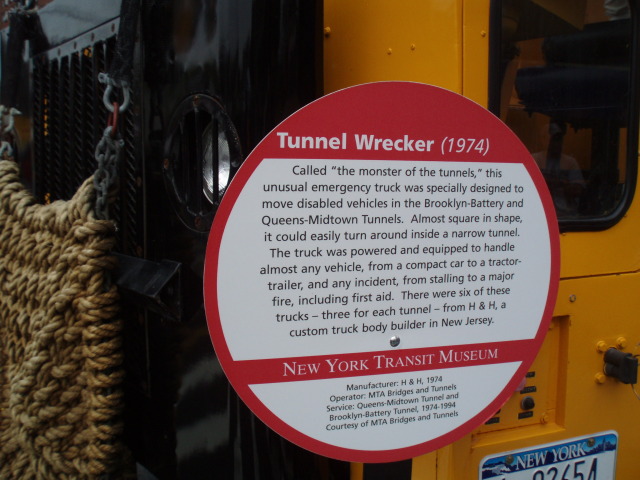 Tunnel Wrecker (1974)
Called "the monster of the tunnels," this
unusual emergency truck was specially designed to
move disabled vehicles in the Brooklyn-Battery and
Queens-Midtown Tunnels. Almost square in shape,
it could easily turn around inside a narrow tunnel.
The truck was powered and equipped to handle
almost any vehicle, from a compact car to a tractor-
trailer, and any incident, from stalling to a major
fire, including first aid. There were six of these
trucks – three for each tunnel – from H & H, a
custom truck body builder in New Jersey.
NEW YORK TRANSIT MUSEUM
Manufacturer: H & H, 1974
Operator: MTA Bridges and Tunnels
Service: Queens-Midtown Tunnel and
Brooklyn-Battery Tunnel, 1974-1994
Courtesy of MTA Bridges and Tunnels
NEW YORK